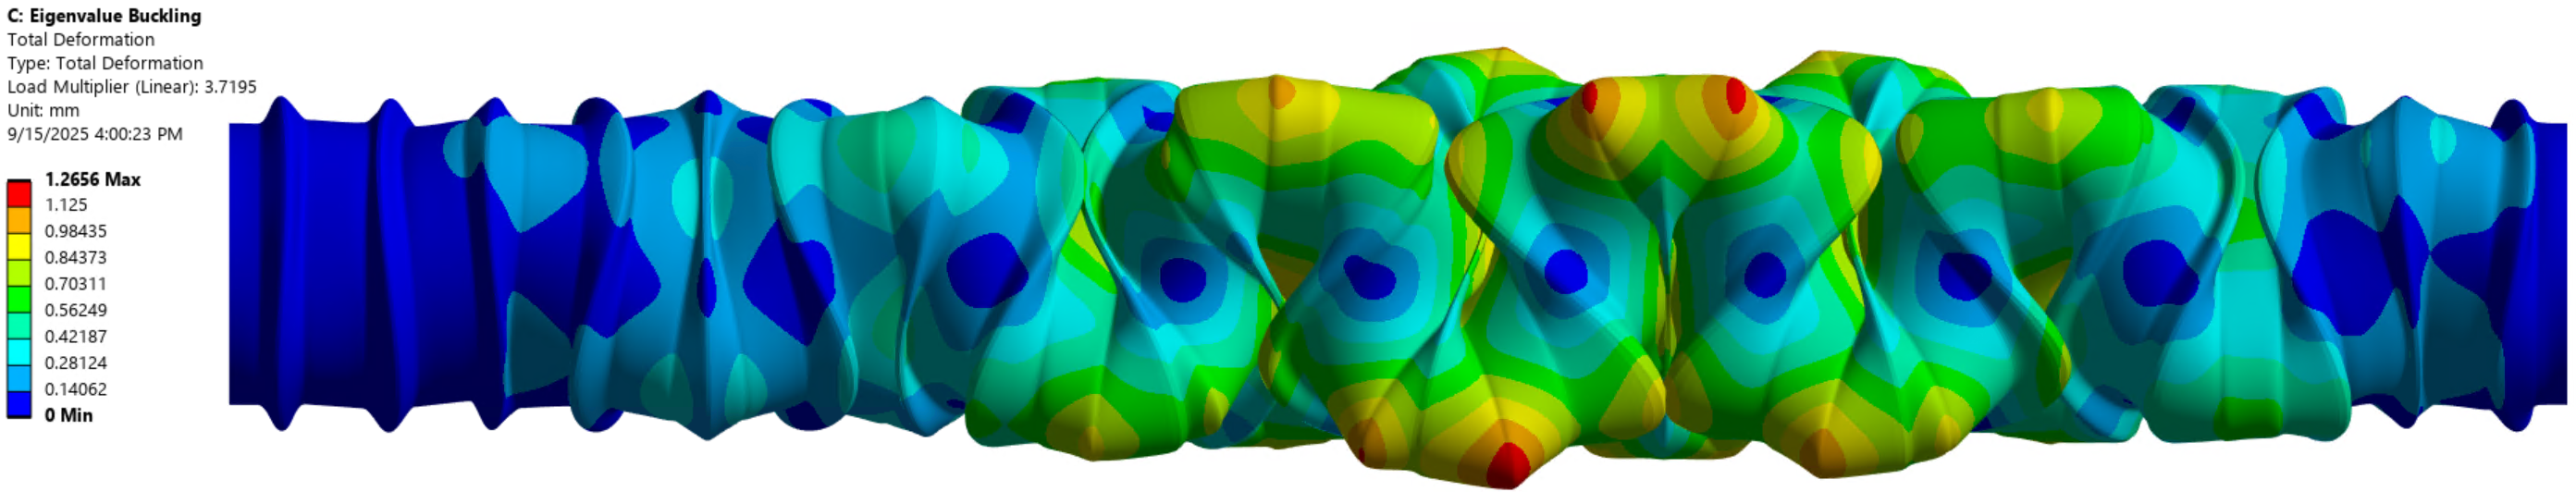 C: Eigenvalue Buckling
Total Deformation
Type: Total Deformation
Load Multiplier (Linear): 3.7195
Unit: mm
9/15/2025 4:00:23 PM
1.2656 Max
1.125
0.98435
0.84373
0.70311
0.56249
0.42187
0.28124
0.14062
0 Min